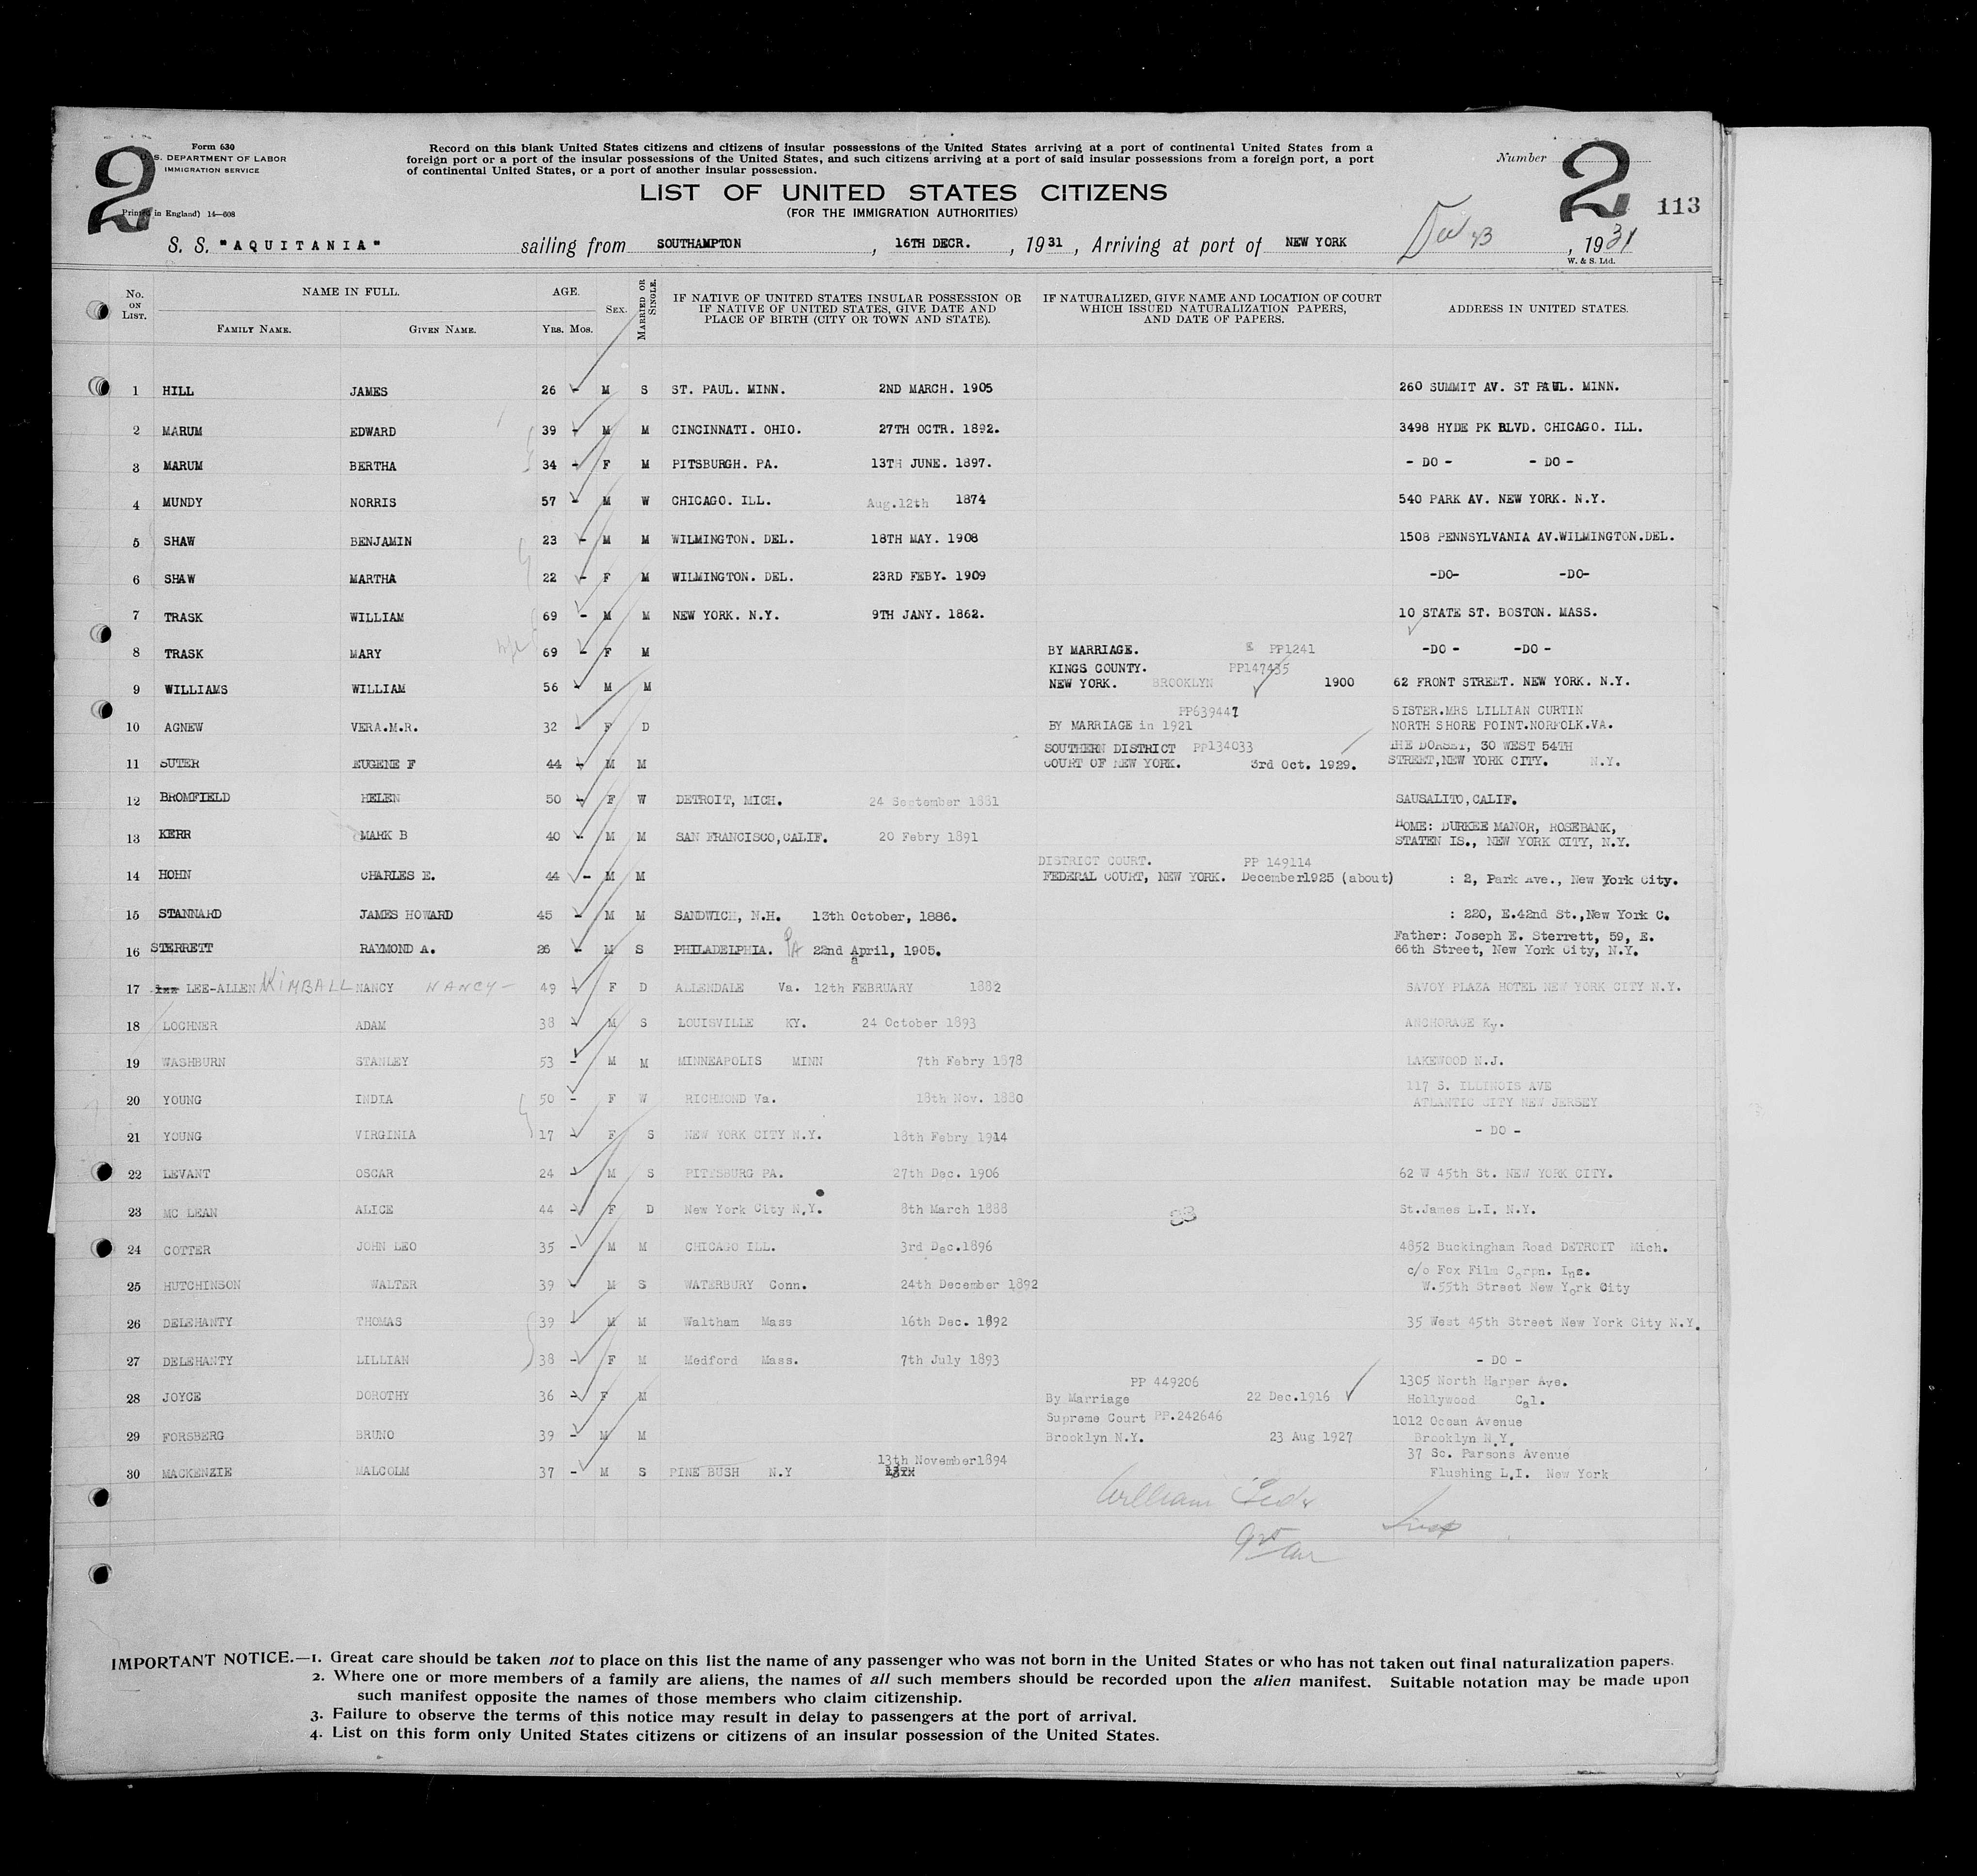 2
Form 630
U.S. DEPARTMENT OF LABOR
IMMIGRATION SERVICE
(Printed in England) 14—608
Record on this blank United States citizens and citizens of insular possessions of the United States arriving at a port of continental United States from a
foreign port or a port of the insular possessions of the United States, and such citizens arriving at a port of said insular possessions from a foreign port, a port
of continental United States, or a port of another insular possession.
LIST OF UNITED STATES CITIZENS
(FOR THE IMMIGRATION AUTHORITIES)
Number 2 113
S. S. "AQUITANIA" sailing from SOUTHAMPTON, 16TH DECR., 1931, Arriving at port of NEW YORK, 1931
W. & S. Ltd.
No. ON LIST. NAME IN FULL. FAMILY NAME. GIVEN NAME. AGE. Yrs. Mos. SEX. MARRIED OR SINGLE. IF NATIVE OF UNITED STATES INSULAR POSSESSION OR IF NATIVE OF UNITED STATES, GIVE DATE AND PLACE OF BIRTH (CITY OR TOWN AND STATE). IF NATURALIZED, GIVE NAME AND LOCATION OF COURT WHICH ISSUED NATURALIZATION PAPERS, AND DATE OF PAPERS. ADDRESS IN UNITED STATES.
1 HILL JAMES 26 - M S ST. PAUL. MINN. 2ND MARCH. 1905 260 SUMMIT AV. ST PAUL. MINN.
2 MARUM EDWARD 39 - M M CINCINNATI. OHIO. 27TH OCTR. 1892. 3498 HYDE PK BLVD. CHICAGO. ILL.
3 MARUM BERTHA 34 - F M PITSBURGH. PA. 13TH JUNE. 1897. - DO - - DO -
4 MUNDY NORRIS 57 - M W CHICAGO. ILL. Aug.12th 1874 540 PARK AV. NEW YORK. N.Y.
5 SHAW BENJAMIN 23 - M M WILMINGTON. DEL. 18TH MAY. 1908 1508 PENNSYLVANIA AV.WILMINGTON.DEL.
6 SHAW MARTHA 22 - F M WILMINGTON. DEL. 23RD FEBY. 1909 -DO- -DO-
7 TRASK WILLIAM 69 - M M NEW YORK. N.Y. 9TH JANY. 1862. 10 STATE ST. BOSTON. MASS.
8 TRASK MARY 69 - F M BY MARRIAGE. E PP1241 -DO - -DO -
KINGS COUNTY. PP147435
9 WILLIAMS WILLIAM 56 - M M NEW YORK. BROOKLYN 1900 62 FRONT STREET. NEW YORK. N.Y.
PP639447 SISTER.MRS LILLIAN CURTIN
10 AGNEW VERA.M.R. 32 - F D BY MARRIAGE in 1921 NORTH SHORE POINT.NORFOLK.VA.
SOUTHERN DISTRICT PP134033 THE DORSET, 30 WEST 54TH
11 SUTER EUGENE F 44 - M M COURT OF NEW YORK. 3rd Oct. 1929. STREET,NEW YORK CITY. N.Y.
12 BROMFIELD HELEN 50 - F W DETROIT, MICH. 24 September 1881 SAUSALITO,CALIF.
HOME: DURKEE MANOR, ROSEBANK,
13 KERR MARK B 40 - M M SAN FRANCISCO,CALIF. 20 Febry 1891 STATEN IS., NEW YORK CITY, N.Y.
DISTRICT COURT. PP 149114
14 HOHN CHARLES E. 44 - M M FEDERAL COURT, NEW YORK. December1925 (about) : 2, Park Ave., New York City.
15 STANNARD JAMES HOWARD 45 - M M SANDWICH, N.H. 13th October, 1886. : 220, E.42nd St.,New York C.
Father: Joseph E. Sterrett, 59, E.
16 STERRETT RAYMOND A. 26 - M S PHILADELPHIA. PA 22nd April, 1905. 66th Street, New York City, N.Y.
17 LEE-ALLEN KIMBALL NANCY NANCY - 49 - F D ALLENDALE Va. 12th FEBRUARY 1882 SAVOY PLAZA HOTEL NEW YORK CITY N.Y.
18 LOCHNER ADAM 38 - M S LOUISVILLE KY. 24 October 1893 ANCHORAGE Ky.
19 WASHBURN STANLEY 53 - M M MINNEAPOLIS MINN 7th Febry 1878 LAKEWOOD N.J.
117 S. ILLINOIS AVE
20 YOUNG INDIA 50 - F W RICHMOND Va. 18th Nov. 1880 ATLANTIC CITY NEW JERSEY
21 YOUNG VIRGINIA 17 - F S NEW YORK CITY N.Y. 18th Febry 1914 - DO -
22 LEVANT OSCAR 24 - M S PITTSBURG PA. 27th Dec. 1906 62 W 45th St. NEW YORK CITY.
23 MC LEAN ALICE 44 - F D New York City N.Y. 8th March 1888 St.James L.I. N.Y.
24 COTTER JOHN LEO 35 - M M CHICAGO ILL. 3rd Dec.1896 4852 Buckingham Road DETROIT Mich.
c/o Fox Film Corpn. Inc.
25 HUTCHINSON WALTER 39 - M S WATERBURY Conn. 24th December 1892 W.55th Street New York City
26 DELEHANTY THOMAS 39 - M M Waltham Mass 16th Dec. 1892 35 West 45th Street New York City N.Y.
27 DELEHANTY LILLIAN 38 - F M Medford Mass. 7th July 1893 - DO -
PP 449206 1305 North Harper Ave.
28 JOYCE DOROTHY 36 - F M By Marriage 22 Dec.1916 Hollywood Cal.
Supreme Court PP.242646 1012 Ocean Avenue
29 FORSBERG BRUNO 39 - M M Brooklyn N.Y. 23 Aug 1927 Brooklyn N.Y.
13th November1894 37 So. Parsons Avenue
30 MACKENZIE MALCOLM 37 - M S PINE BUSH N.Y Flushing L.I. New York
William
IMPORTANT NOTICE.—1. Great care should be taken not to place on this list the name of any passenger who was not born in the United States or who has not taken out final naturalization papers.
2. Where one or more members of a family are aliens, the names of all such members should be recorded upon the alien manifest. Suitable notation may be made upon
such manifest opposite the names of those members who claim citizenship.
3. Failure to observe the terms of this notice may result in delay to passengers at the port of arrival.
4. List on this form only United States citizens or citizens of an insular possession of the United States.